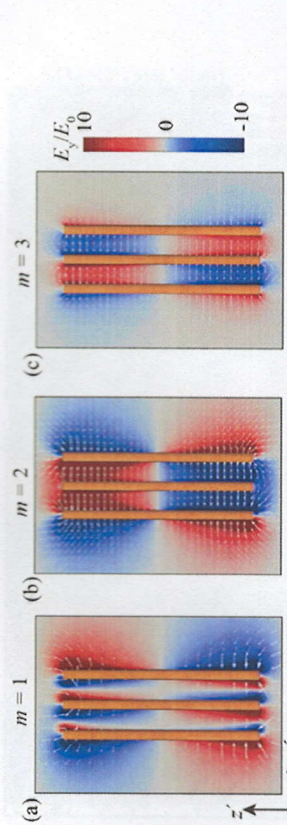 (a)
m = 1
(b)
m = 2
(c)
m = 3
E_y/E_0
10
0
-10
z′